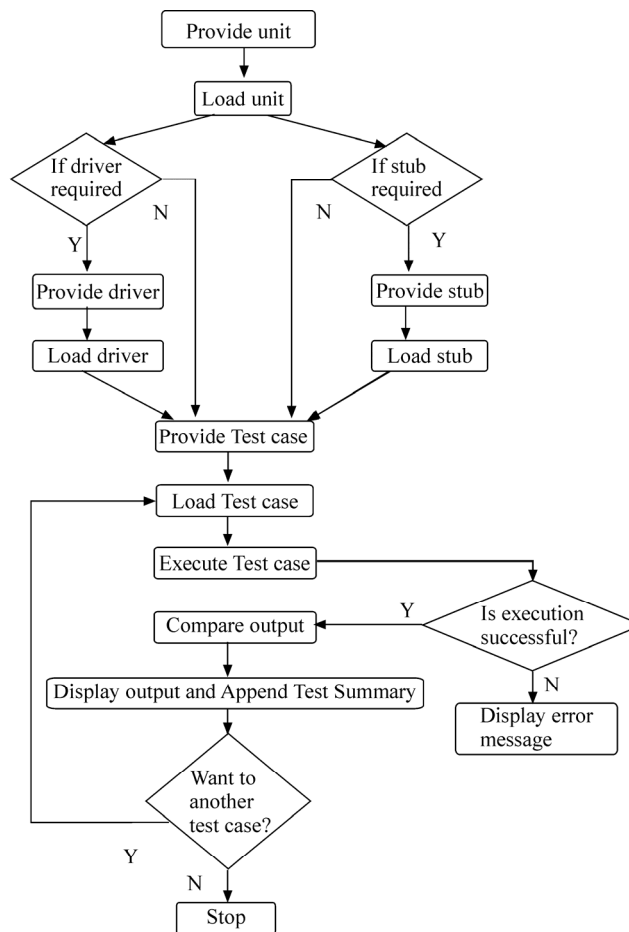 Provide unit
Load unit
If driver
required
If stub
required
N
N
Y
Y
Provide driver
Provide stub
Load driver
Load stub
Provide Test case
Load Test case
Execute Test case
Is execution
successful?
Y
Compare output
N
Display output and Append Test Summary
Display error
message
Want to
another
test case?
Y
N
Stop